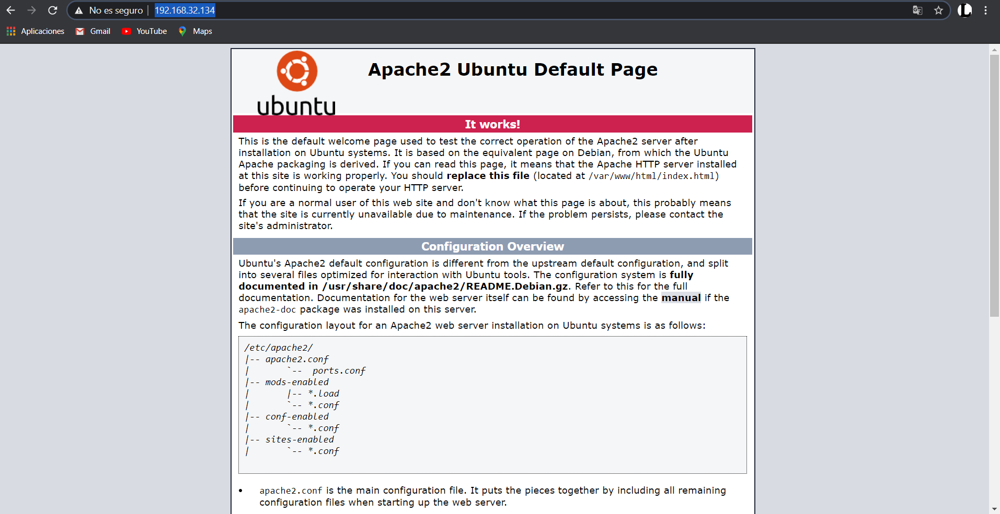 No es seguro | 192.168.32.134
Aplicaciones Gmail YouTube Maps
ubuntu
Apache2 Ubuntu Default Page
It works!
This is the default welcome page used to test the correct operation of the Apache2 server after
installation on Ubuntu systems. It is based on the equivalent page on Debian, from which the Ubuntu
Apache packaging is derived. If you can read this page, it means that the Apache HTTP server installed
at this site is working properly. You should replace this file (located at /var/www/html/index.html)
before continuing to operate your HTTP server.
If you are a normal user of this web site and don't know what this page is about, this probably means
that the site is currently unavailable due to maintenance. If the problem persists, please contact the
site's administrator.
Configuration Overview
Ubuntu's Apache2 default configuration is different from the upstream default configuration, and split
into several files optimized for interaction with Ubuntu tools. The configuration system is fully
documented in /usr/share/doc/apache2/README.Debian.gz. Refer to this for the full
documentation. Documentation for the web server itself can be found by accessing the manual if the
apache2-doc package was installed on this server.
The configuration layout for an Apache2 web server installation on Ubuntu systems is as follows:
/etc/apache2/
|-- apache2.conf
|       `--  ports.conf
|-- mods-enabled
|       |-- *.load
|       `-- *.conf
|-- conf-enabled
|       `-- *.conf
|-- sites-enabled
|       `-- *.conf
• apache2.conf is the main configuration file. It puts the pieces together by including all remaining
configuration files when starting up the web server.